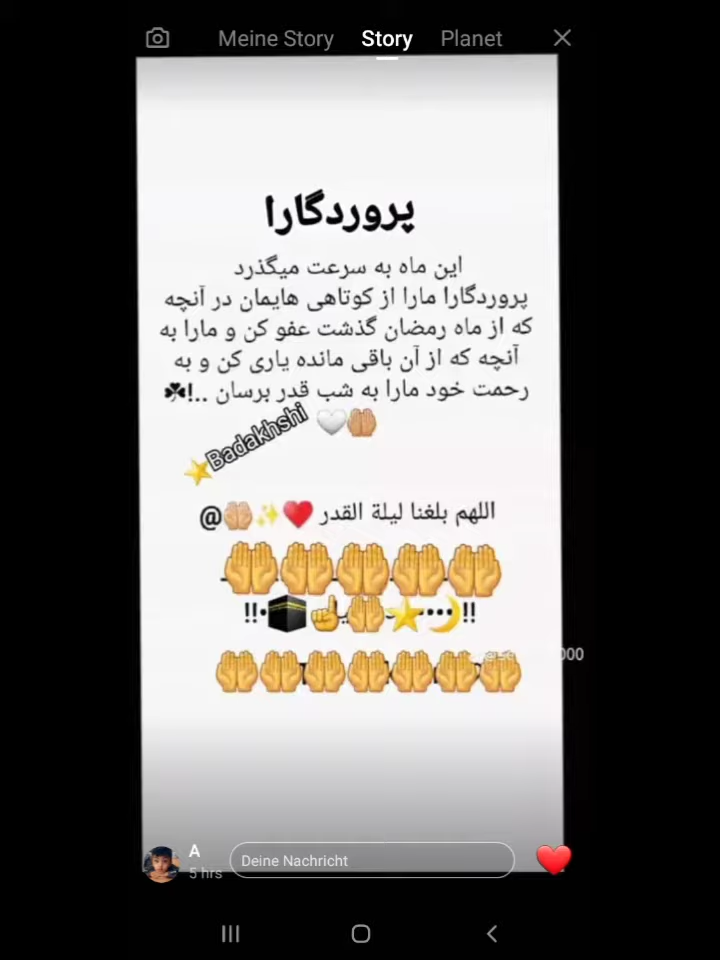 Meine Story Story Planet
پروردگارا
این ماه به سرعت میگذرد
پروردگارا مارا از کوتاهی هایمان در آنچه
که از ماه رمضان گذشت عفو کن و مارا به
آنچه که از آن باقی مانده یاری کن و به
رحمت خود مارا به شب قدر برسان ..!☘
🤲🏼🤍
⭐Badakhshi
اللهم بلغنا ليلة القدر ❤️✨🤲🏻@
🤲🤲🤲🤲🤲
‼️🌙•••⭐🤲☝️🕋•‼️
🤲🤲🤲🤲🤲🤲🤲
000
A
5 hrs
Deine Nachricht